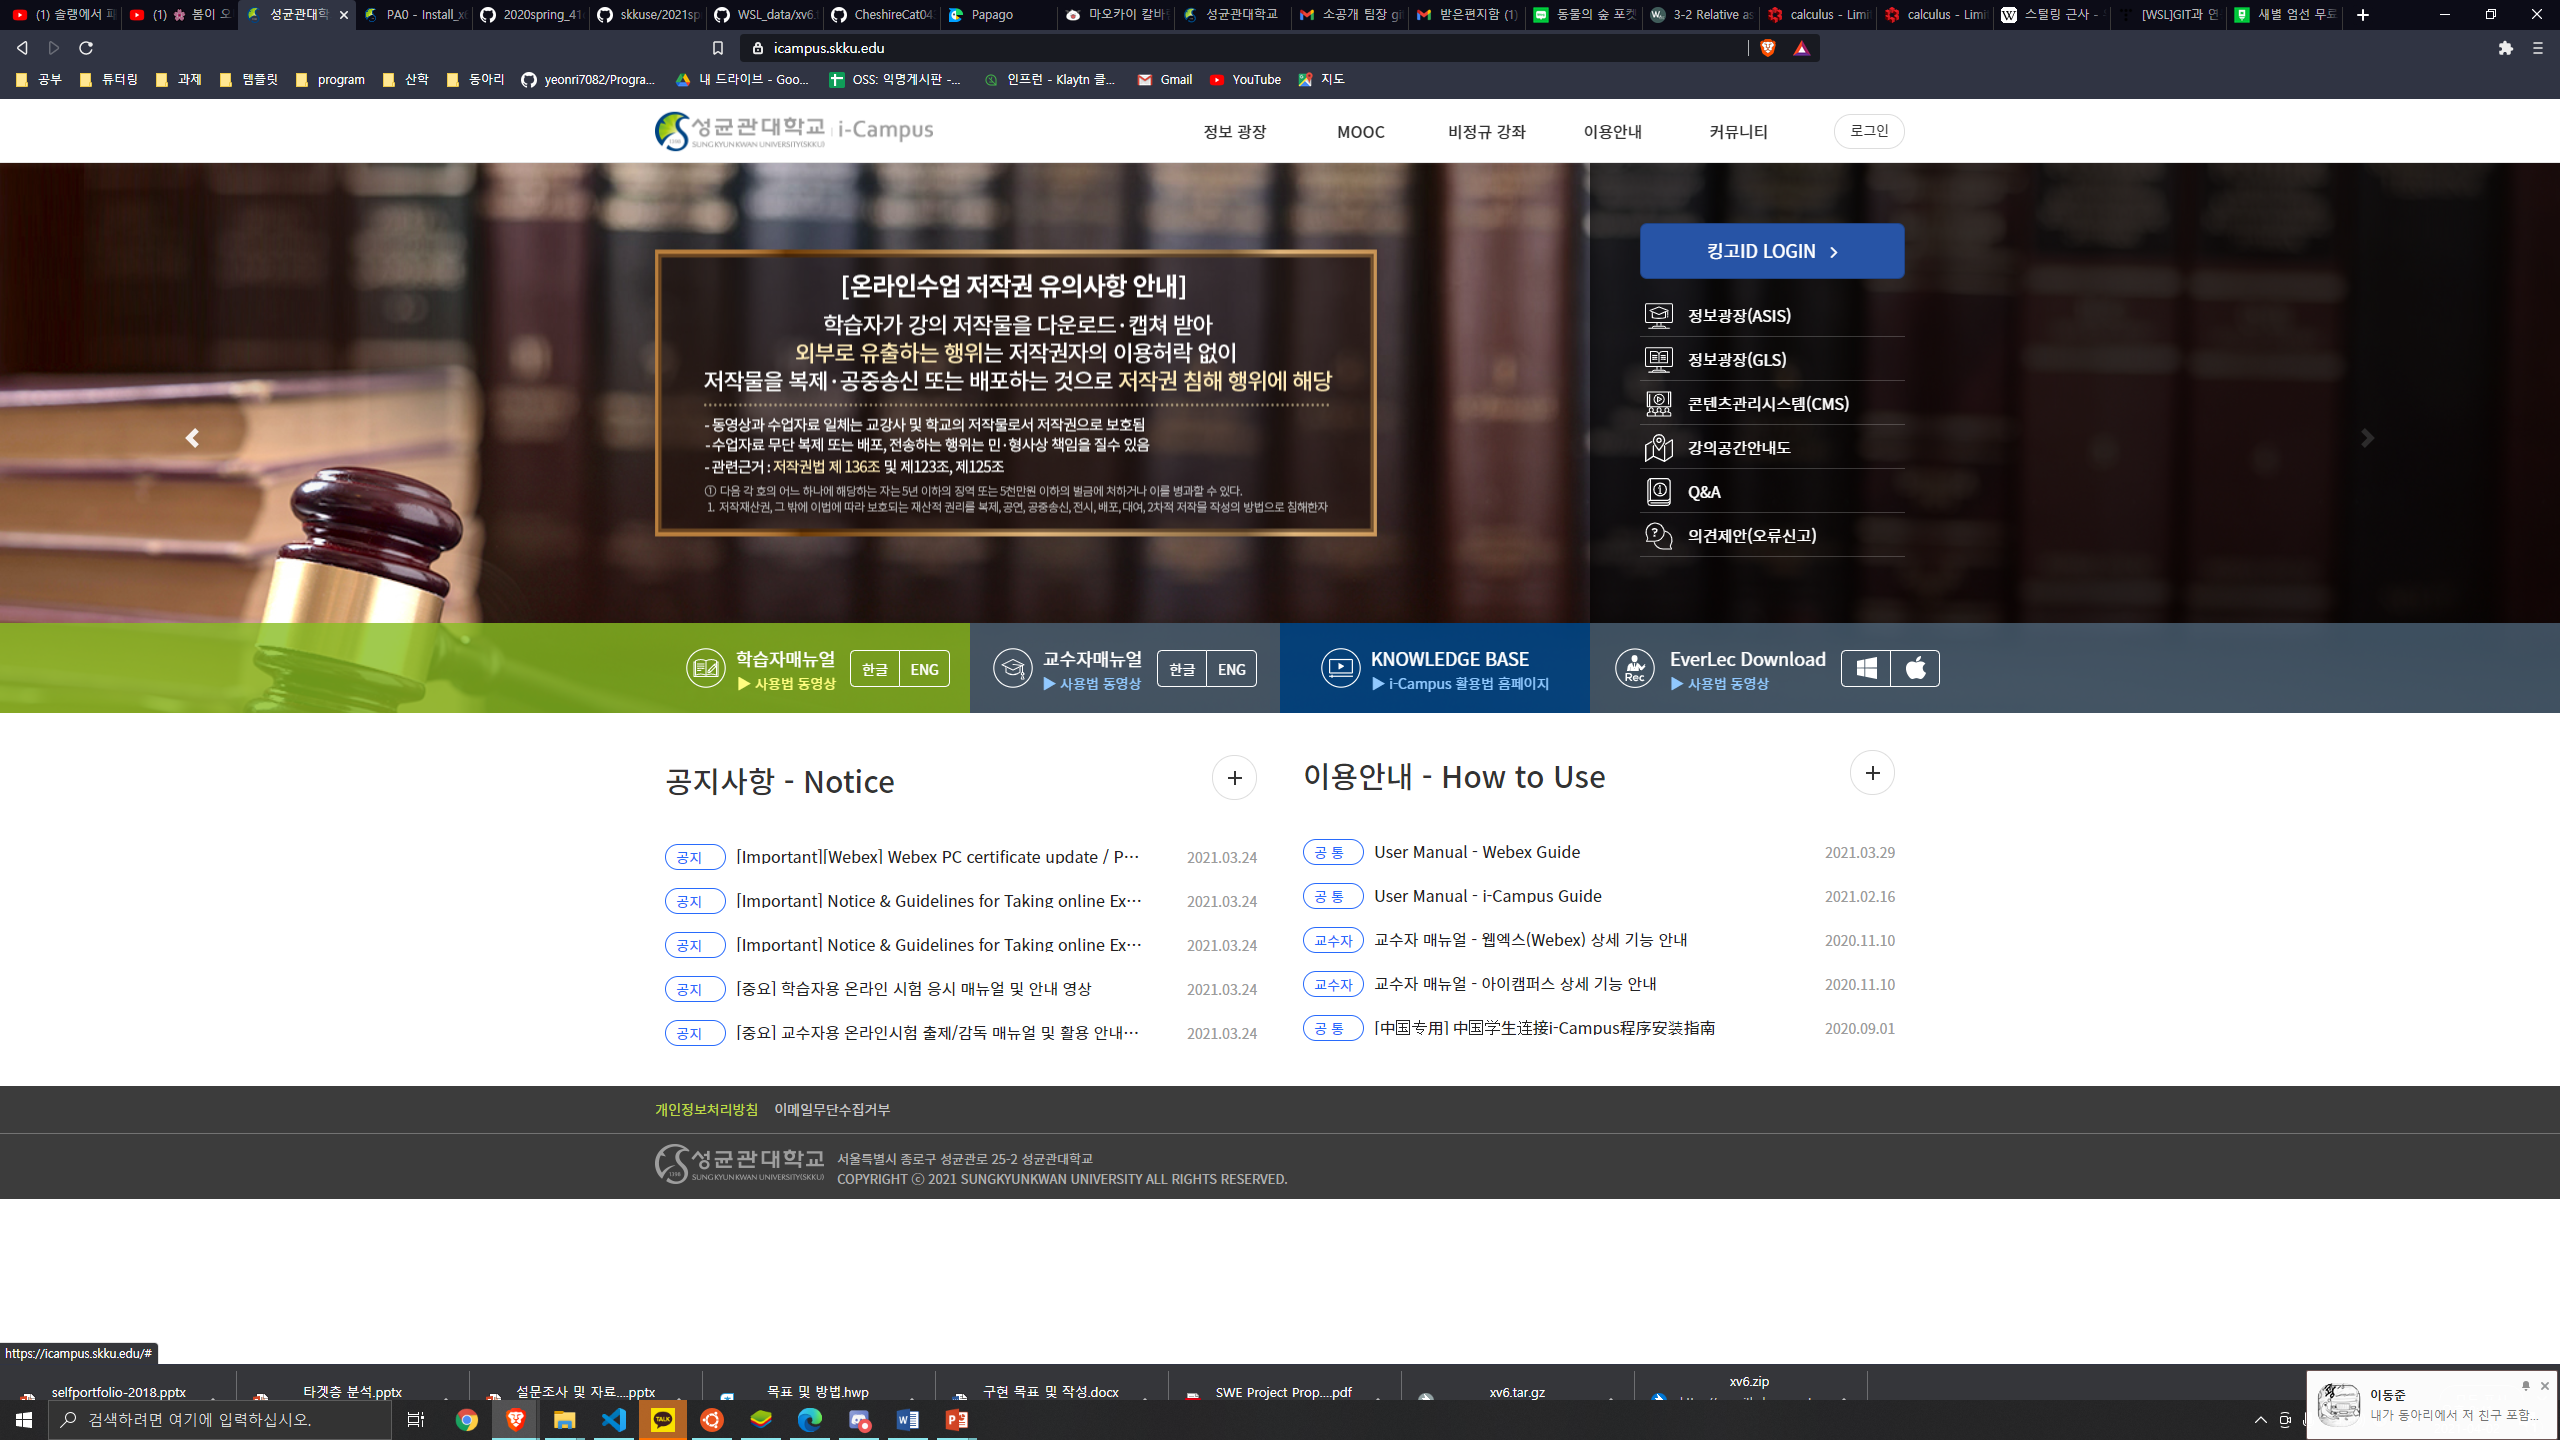 (1) 솔랭에서 패
(1) 🌸 봄이 오
성균관대학
PA0 - Install_x
2020spring_41
skkuse/2021sp
WSL_data/xv6.
CheshireCat04
Papago
마오카이 칼바
성균관대학교
소공개 팀장 gi
받은편지함 (1)
동물의 숲 포켓
3-2 Relative as
calculus - Limi
calculus - Limi
스털링 근사 -
[WSL]GIT과 연
새별 엄선 무료
icampus.skku.edu
공부
튜터링
과제
템플릿
program
산학
동아리
yeonri7082/Progra...
내 드라이브 - Goo...
OSS: 익명게시판 -...
인프런 - Klaytn 클...
Gmail
YouTube
지도
성균관대학교 i-Campus
SUNGKYUNKWAN UNIVERSITY(SKKU)
정보 광장
MOOC
비정규 강좌
이용안내
커뮤니티
로그인
[온라인수업 저작권 유의사항 안내]
학습자가 강의 저작물을 다운로드·캡쳐 받아
외부로 유출하는 행위는 저작권자의 이용허락 없이
저작물을 복제·공중송신 또는 배포하는 것으로 저작권 침해 행위에 해당
- 동영상과 수업자료 일체는 교강사 및 학교의 저작물로서 저작권으로 보호됨
- 수업자료 무단 복제 또는 배포, 전송하는 행위는 민·형사상 책임을 질수 있음
- 관련근거 : 저작권법 제 136조 및 제123조, 제125조
① 다음 각 호의 어느 하나에 해당하는 자는 5년 이하의 징역 또는 5천만원 이하의 벌금에 처하거나 이를 병과할 수 있다.
1. 저작재산권, 그 밖에 이법에 따라 보호되는 재산적 권리를 복제, 공연, 공중송신, 전시, 배포, 대여, 2차적 저작물 작성의 방법으로 침해한자
킹고ID LOGIN
정보광장(ASIS)
정보광장(GLS)
콘텐츠관리시스템(CMS)
강의공간안내도
Q&A
의견제안(오류신고)
학습자매뉴얼
▶ 사용법 동영상
한글 ENG
교수자매뉴얼
▶ 사용법 동영상
한글 ENG
KNOWLEDGE BASE
▶ i-Campus 활용법 홈페이지
Rec
EverLec Download
▶ 사용법 동영상
공지사항 - Notice
공지 [Important][Webex] Webex PC certificate update / P... 2021.03.24
공지 [Important] Notice & Guidelines for Taking online Ex... 2021.03.24
공지 [Important] Notice & Guidelines for Taking online Ex... 2021.03.24
공지 [중요] 학습자용 온라인 시험 응시 매뉴얼 및 안내 영상 2021.03.24
공지 [중요] 교수자용 온라인시험 출제/감독 매뉴얼 및 활용 안내... 2021.03.24
이용안내 - How to Use
공 통 User Manual - Webex Guide 2021.03.29
공 통 User Manual - i-Campus Guide 2021.02.16
교수자 교수자 매뉴얼 - 웹엑스(Webex) 상세 기능 안내 2020.11.10
교수자 교수자 매뉴얼 - 아이캠퍼스 상세 기능 안내 2020.11.10
공 통 [中国专用] 中国学生连接i-Campus程序安装指南 2020.09.01
개인정보처리방침 이메일무단수집거부
성균관대학교
SUNGKYUNKWAN UNIVERSITY(SKKU)
서울특별시 종로구 성균관로 25-2 성균관대학교
COPYRIGHT ⓒ 2021 SUNGKYUNKWAN UNIVERSITY ALL RIGHTS RESERVED.
https://icampus.skku.edu/#
selfportfolio-2018.pptx
타겟층 분석.pptx
설문조사 및 자료....pptx
목표 및 방법.hwp
구현 목표 및 작성.docx
SWE Project Prop....pdf
xv6.tar.gz
xv6.zip
이동준
내가 동아리에서 저 친구 포함...
검색하려면 여기에 입력하십시오.
TALK